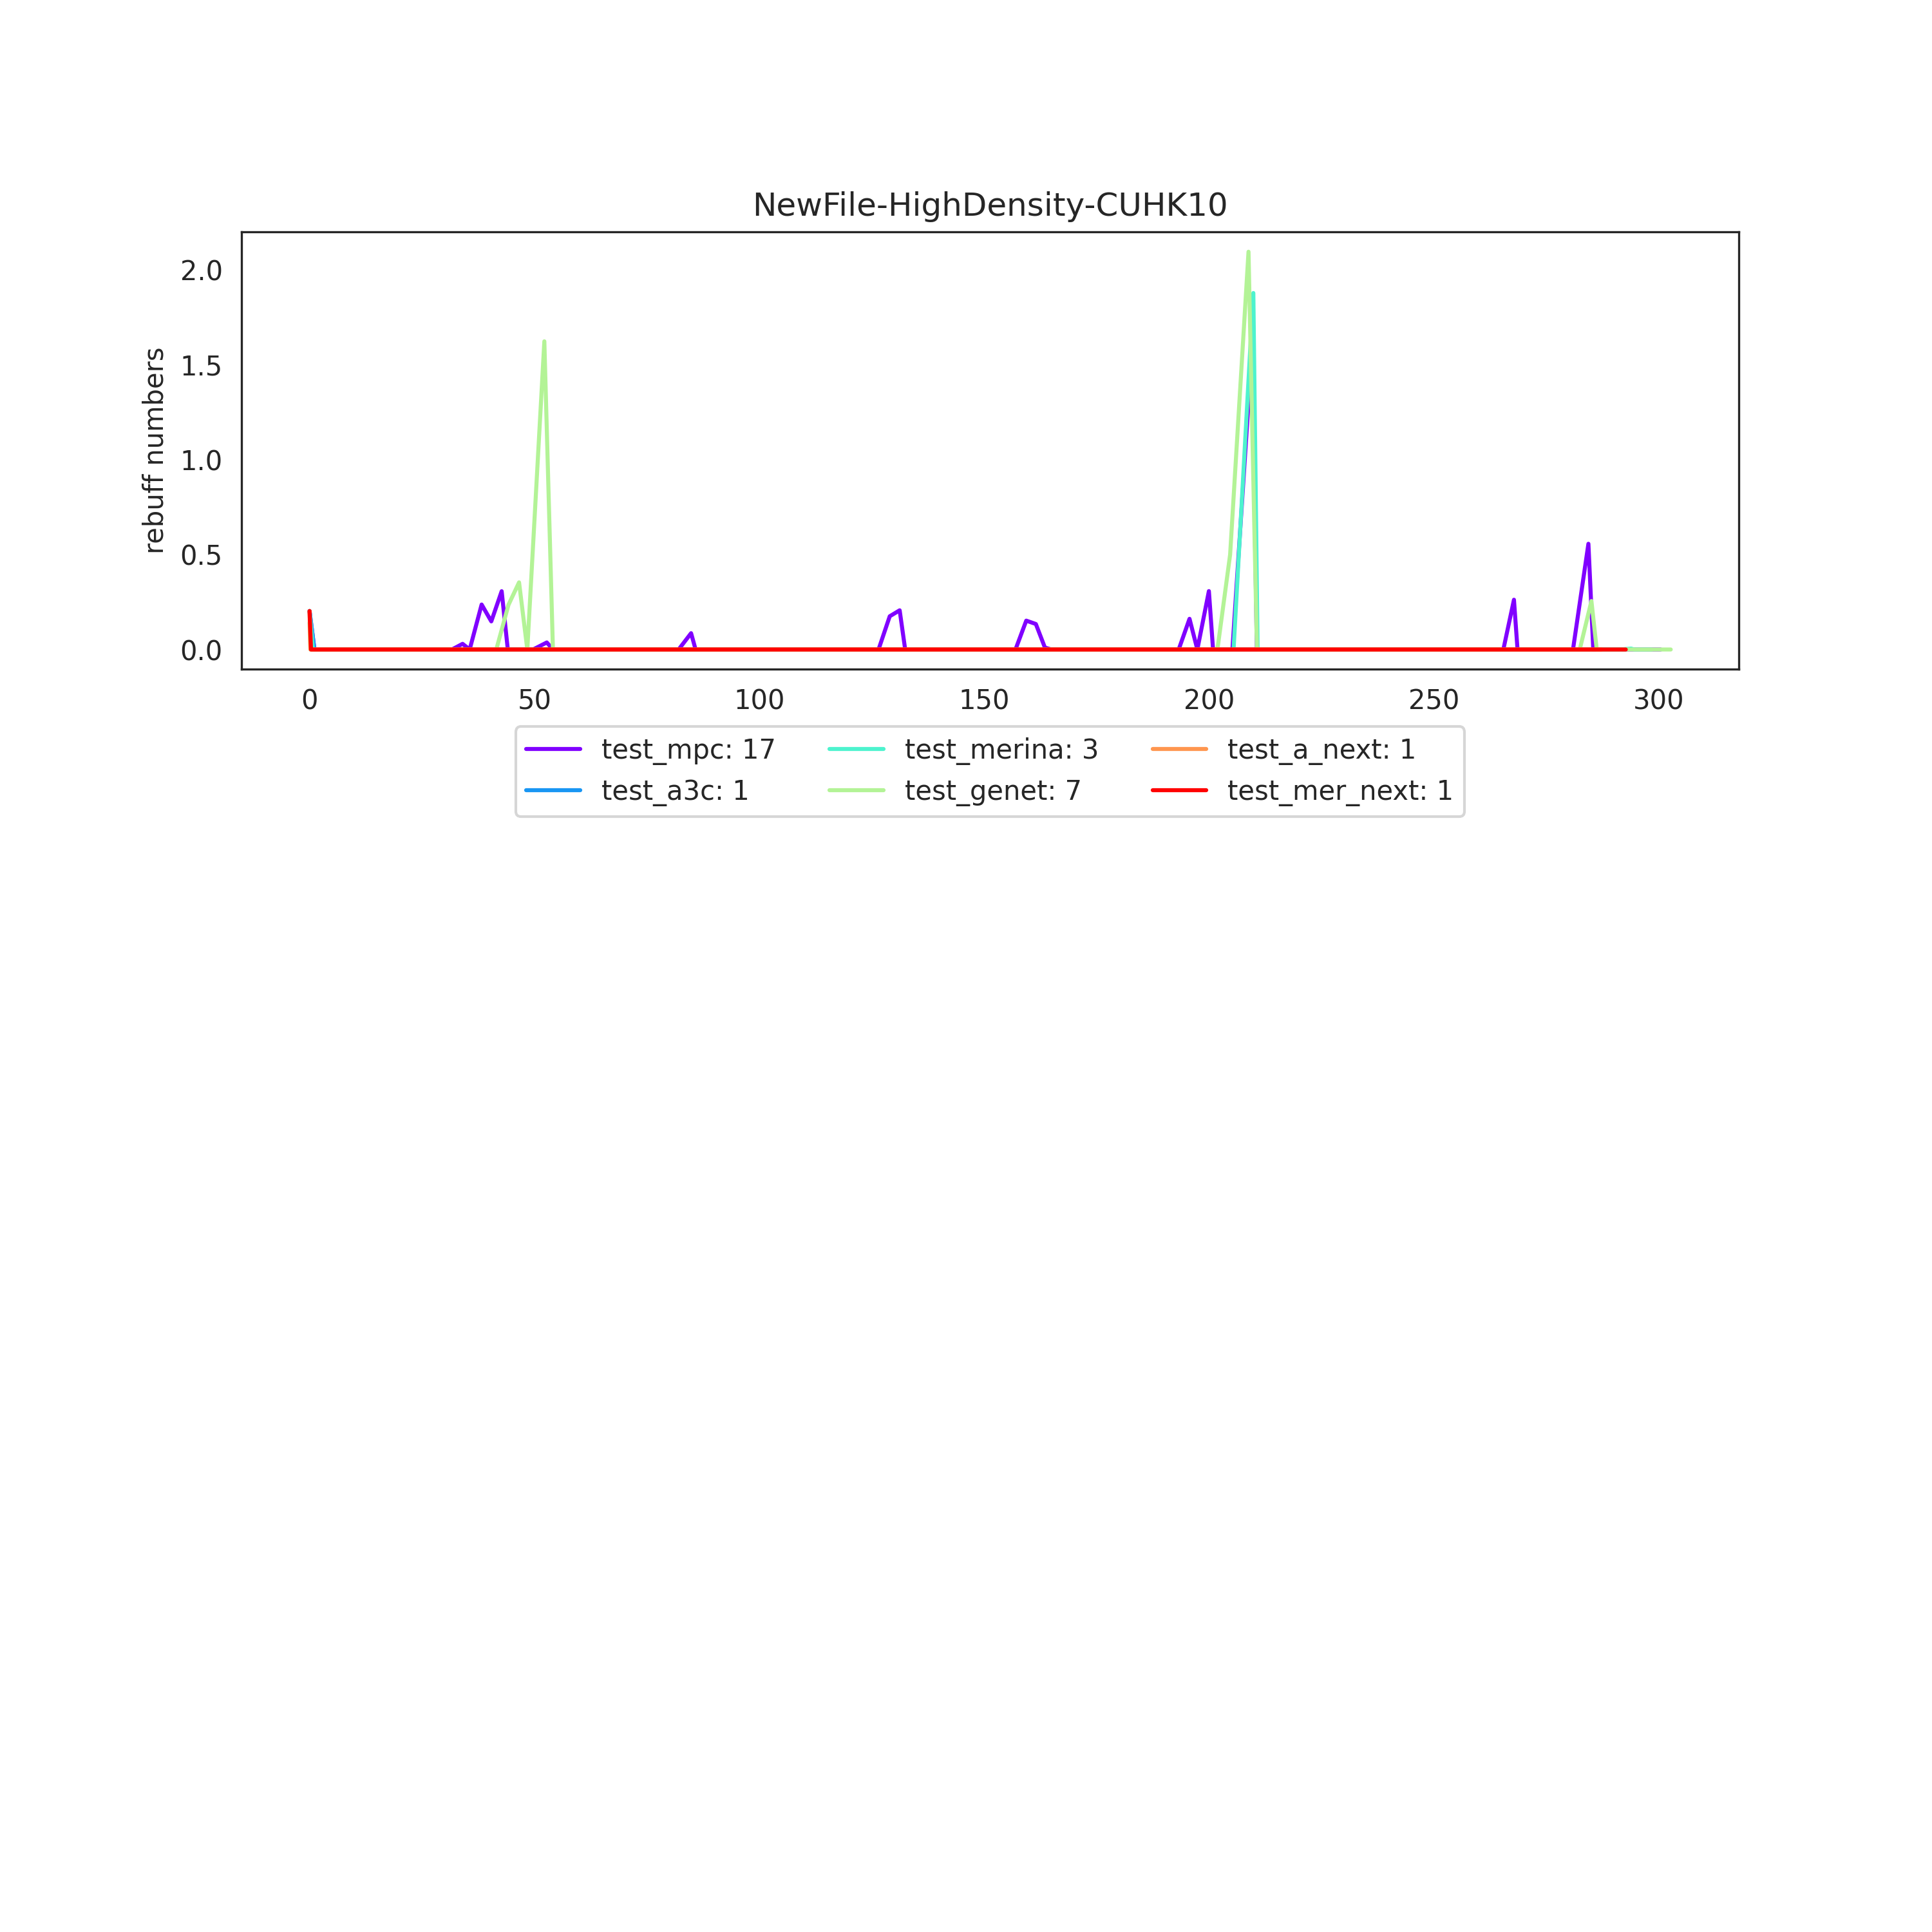 NewFile-HighDensity-CUHK10
2.0
1.5
1.0
0.5
0.0
rebuff numbers
0 50 100 150 200 250 300
test_mpc: 17 test_merina: 3 test_a_next: 1
test_a3c: 1 test_genet: 7 test_mer_next: 1